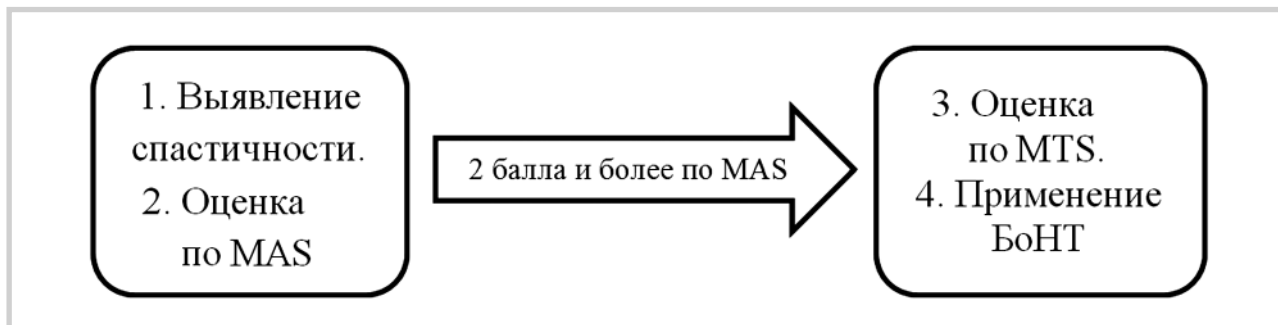 1. Выявление
спастичности.
2. Оценка
по MAS
2 балла и более по MAS
3. Оценка
по MTS.
4. Применение
БоНТ